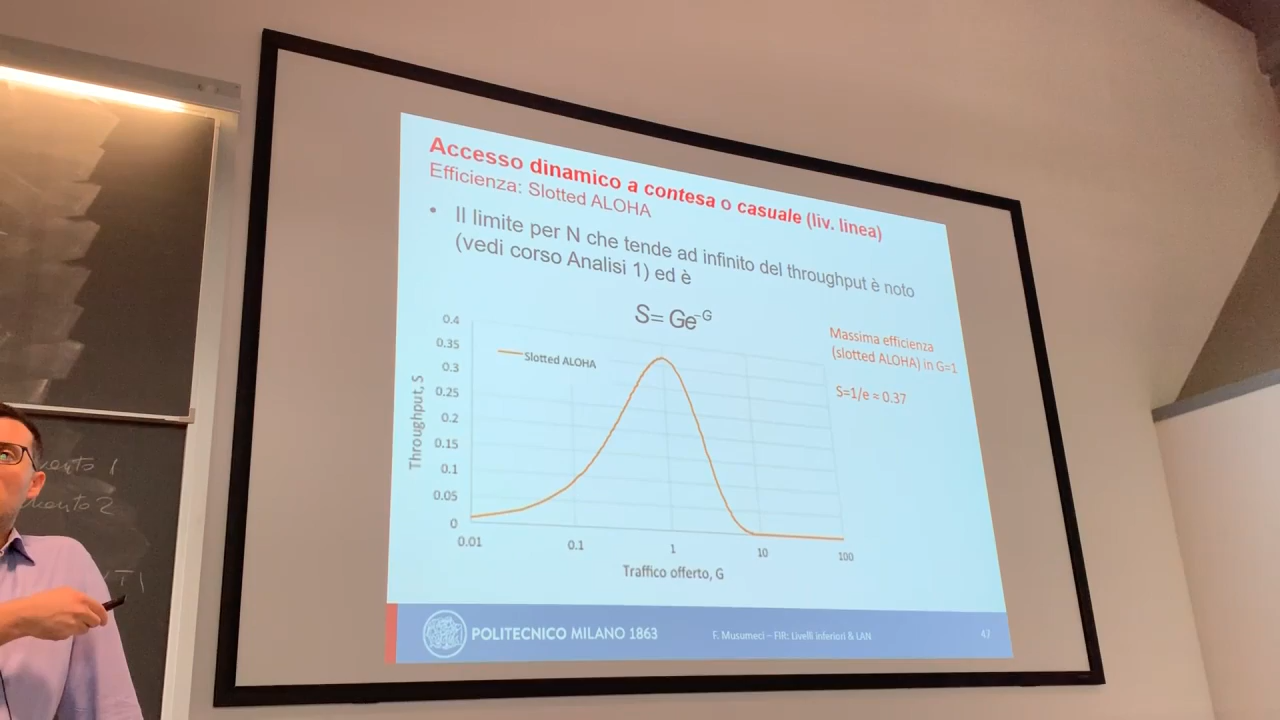 Accesso dinamico a contesa o casuale (liv. linea)
Efficienza: Slotted ALOHA
• Il limite per N che tende ad infinito del throughput è noto
(vedi corso Analisi 1) ed è
S= Ge-G
Massima efficienza
(slotted ALOHA) in G=1
S=1/e ≈ 0.37
Slotted ALOHA
Throughput, S
0.4
0.35
0.3
0.25
0.2
0.15
0.1
0.05
0
0.01
0.1
1
10
100
Traffico offerto, G
POLITECNICO MILANO 1863
F. Musumeci – FIR: Livelli inferiori & LAN
47
1
2